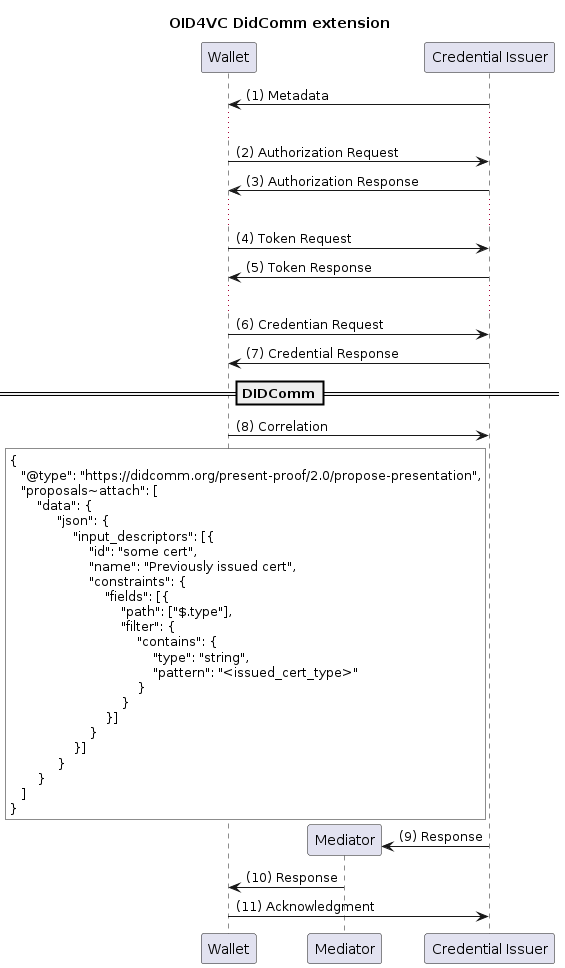 OID4VC DidComm extension
Wallet
Credential Issuer
(1) Metadata
(2) Authorization Request
(3) Authorization Response
(4) Token Request
(5) Token Response
(6) Credentian Request
(7) Credential Response
DIDComm
(8) Correlation
{
"@type": "https://didcomm.org/present-proof/2.0/propose-presentation",
"proposals~attach": [
"data": {
"json": {
"input_descriptors": [{
"id": "some cert",
"name": "Previously issued cert",
"constraints": {
"fields": [{
"path": ["$.type"],
"filter": {
"contains": {
"type": "string",
"pattern": "<issued_cert_type>"
}
}
}]
}
}]
}
}
]
}
Mediator
(9) Response
(10) Response
(11) Acknowledgment
Wallet
Mediator
Credential Issuer